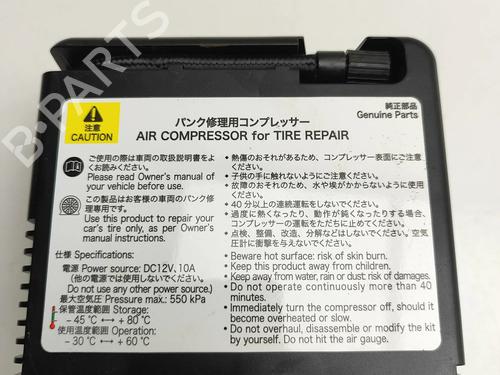 B-PARTS
純正部品
Genuine Parts
注意
CAUTION
パンク修理用コンプレッサー
AIR COMPRESSOR for TIRE REPAIR
ご使用の際は車両の取扱説明書をよくお読みください。
Please read Owner's manual of
your vehicle before use.
この製品はお客様の車両のパンク修理専用です。
Use this product to repair your
car's tire only, as per Owner's
manual instructions.
仕様 Specifications:
電源 Power source: DC12V, 10A
(他の電源では使用しないでください。
Do not use any other power source.)
最大空気圧 Pressure max.: 550 kPa
保管温度範囲 Storage:
- 45 °C ↔ + 80 °C
使用温度範囲 Operation:
- 30 °C ↔ + 60 °C
• 熱傷のおそれがあるため、コンプレッサー表面にご注意ください。
• 子供の手に触れないようにご注意ください。
• 故障のおそれのため、水や埃がかからないように使用ください。
• 40分以上の連続運転をしないでください。
• 過度に熱くなったり、動作が鈍くなったりする場合、
コンプレッサーの運転をただちに止めてください。
• 点検、整備、改造、分解などはしないでください。空気
圧計に衝撃を与えないでください。
• Beware hot surface: risk of skin burn.
• Keep this product away from children.
• Keep away from water, rain or dust: risk of damages.
• Do not operate continuously more than 40
minutes.
• Immediately turn the compressor off, should it
become overheated or slow.
• Do not overhaul, disassemble or modify the kit
by yourself. Do not hit the air gauge.